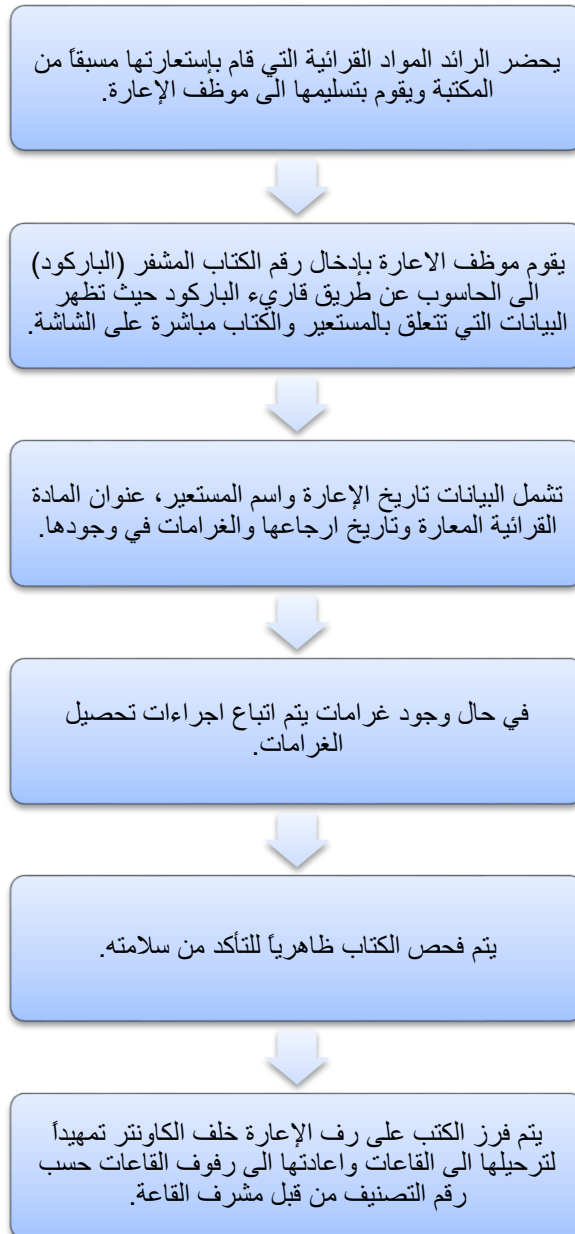 يحضر الرائد المواد القرائية التي قام بإستعارتها مسبقاً من
المكتبة ويقوم بتسليمها الى موظف الإعارة.
يقوم موظف الاعارة بإدخال رقم الكتاب المشفر (الباركود)
الى الحاسوب عن طريق قاريء الباركود حيث تظهر
البيانات التي تتعلق بالمستعير والكتاب مباشرة على الشاشة.
تشمل البيانات تاريخ الإعارة واسم المستعير، عنوان المادة
القرائية المعارة وتاريخ ارجاعها والغرامات في وجودها.
في حال وجود غرامات يتم اتباع اجراءات تحصيل
الغرامات.
يتم فحص الكتاب ظاهرياً للتأكد من سلامته.
يتم فرز الكتب على رف الإعارة خلف الكاونتر تمهيداً
لترحيلها الى القاعات واعادتها الى رفوف القاعات حسب
رقم التصنيف من قبل مشرف القاعة.